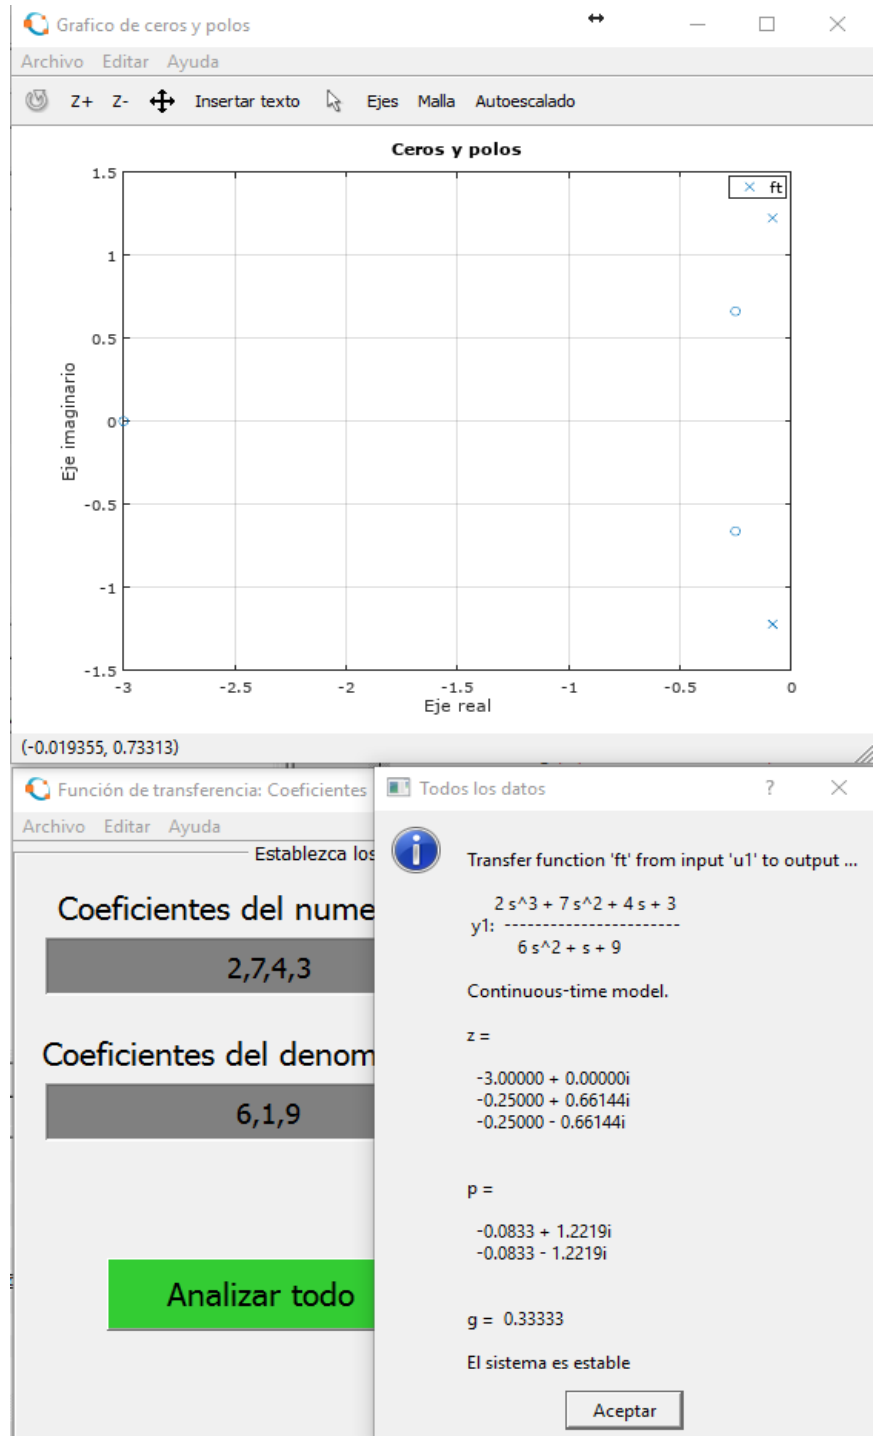 Grafico de ceros y polos
Archivo Editar Ayuda
Z+ Z- Insertar texto Ejes Malla Autoescalado
Ceros y polos
ft
1.5
1
0.5
0
-0.5
-1
-1.5
Eje imaginario
-3 -2.5 -2 -1.5 -1 -0.5 0
Eje real
(-0.019355, 0.73313)
Función de transferencia: Coeficientes
Archivo Editar Ayuda
Establezca los
Coeficientes del nume
2,7,4,3
Coeficientes del denom
6,1,9
Analizar todo
Todos los datos
? 
Transfer function 'ft' from input 'u1' to output ...
2 s^3 + 7 s^2 + 4 s + 3
y1: -----------------------
6 s^2 + s + 9
Continuous-time model.
z =
-3.00000 + 0.00000i
-0.25000 + 0.66144i
-0.25000 - 0.66144i
p =
-0.0833 + 1.2219i
-0.0833 - 1.2219i
g = 0.33333
El sistema es estable
Aceptar